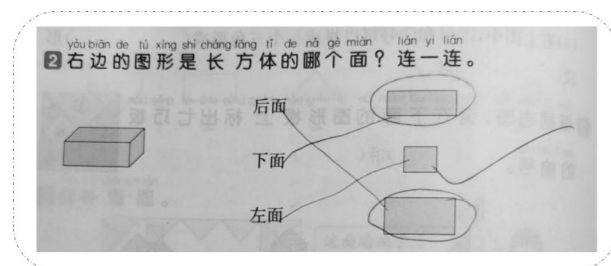 yòu biān de tú xíng shì cháng fāng tǐ de nǎ gè miàn lián yi lián
2 右边的图形是长方体的哪个面？连一连。
后面
下面
左面